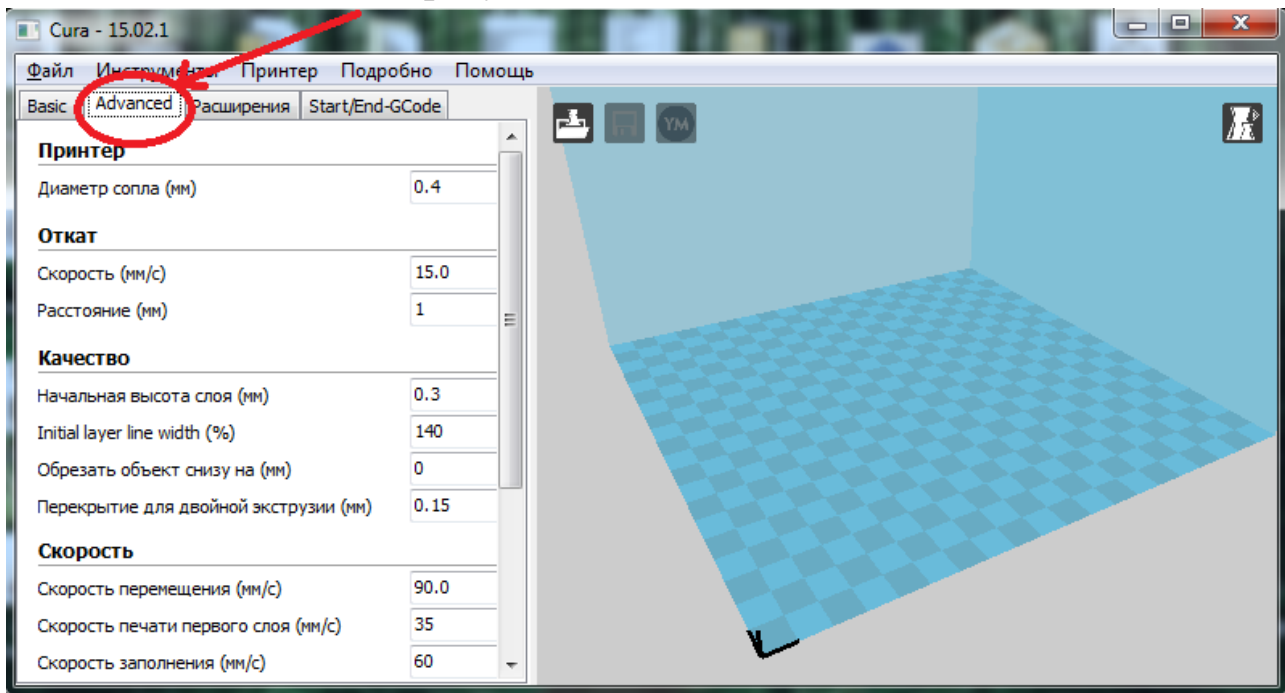 Cura - 15.02.1
Файл Инструменты Принтер Подробно Помощь
Basic Advanced Расширения Start/End-GCode
YM
Принтер
Диаметр сопла (мм) 0.4
Откат
Скорость (мм/с) 15.0
Расстояние (мм) 1
Качество
Начальная высота слоя (мм) 0.3
Initial layer line width (%) 140
Обрезать объект снизу на (мм) 0
Перекрытие для двойной экструзии (мм) 0.15
Скорость
Скорость перемещения (мм/с) 90.0
Скорость печати первого слоя (мм/с) 35
Скорость заполнения (мм/с) 60